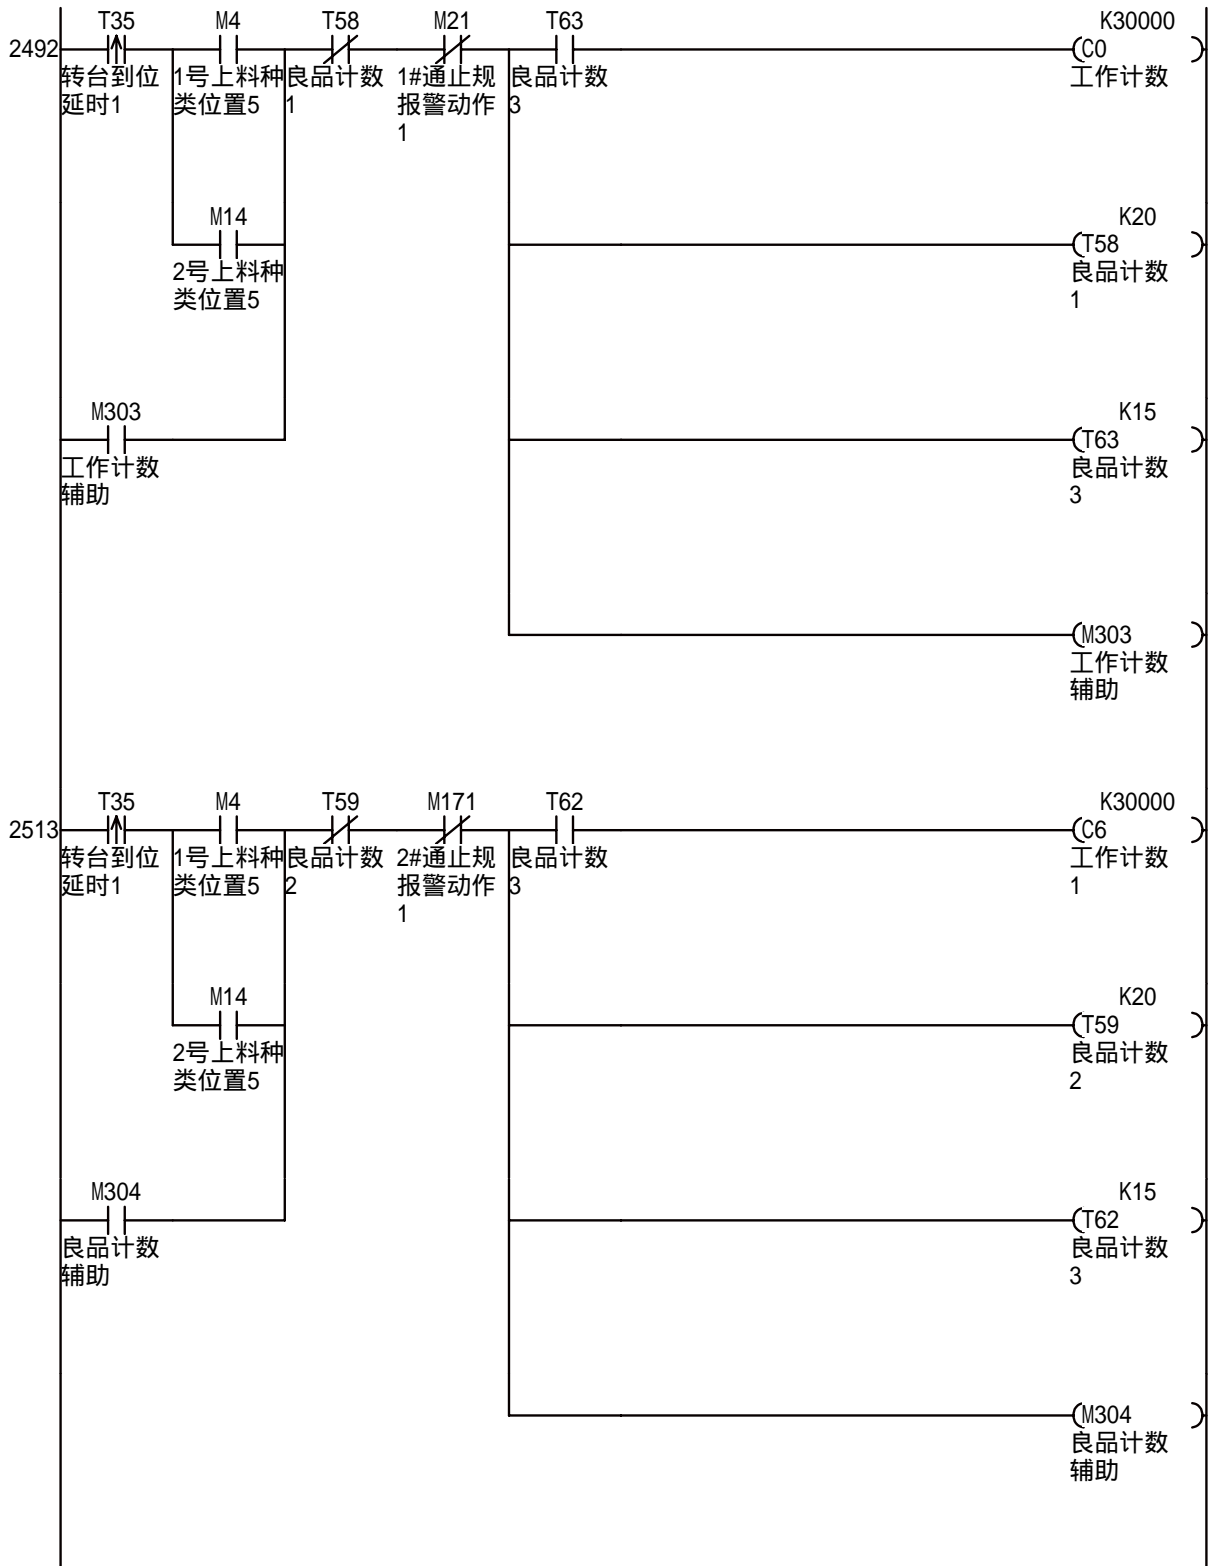 T35 M4 T58 M21 T63 K30000
2492 C0
转台到位 1号上料种 良品计数 1#通止规 良品计数 工作计数
延时1 类位置5 1 报警动作 3
1
M14 K20
T58
2号上料种 良品计数
类位置5 1
M303 K15
T63
工作计数 良品计数
辅助 3
M303
工作计数
辅助
T35 M4 T59 M171 T62 K30000
2513 C6
转台到位 1号上料种 良品计数 2#通止规 良品计数 工作计数
延时1 类位置5 2 报警动作 3 1
1
M14 K20
T59
2号上料种 良品计数
类位置5 2
M304 K15
T62
良品计数 良品计数
辅助 3
M304
良品计数
辅助